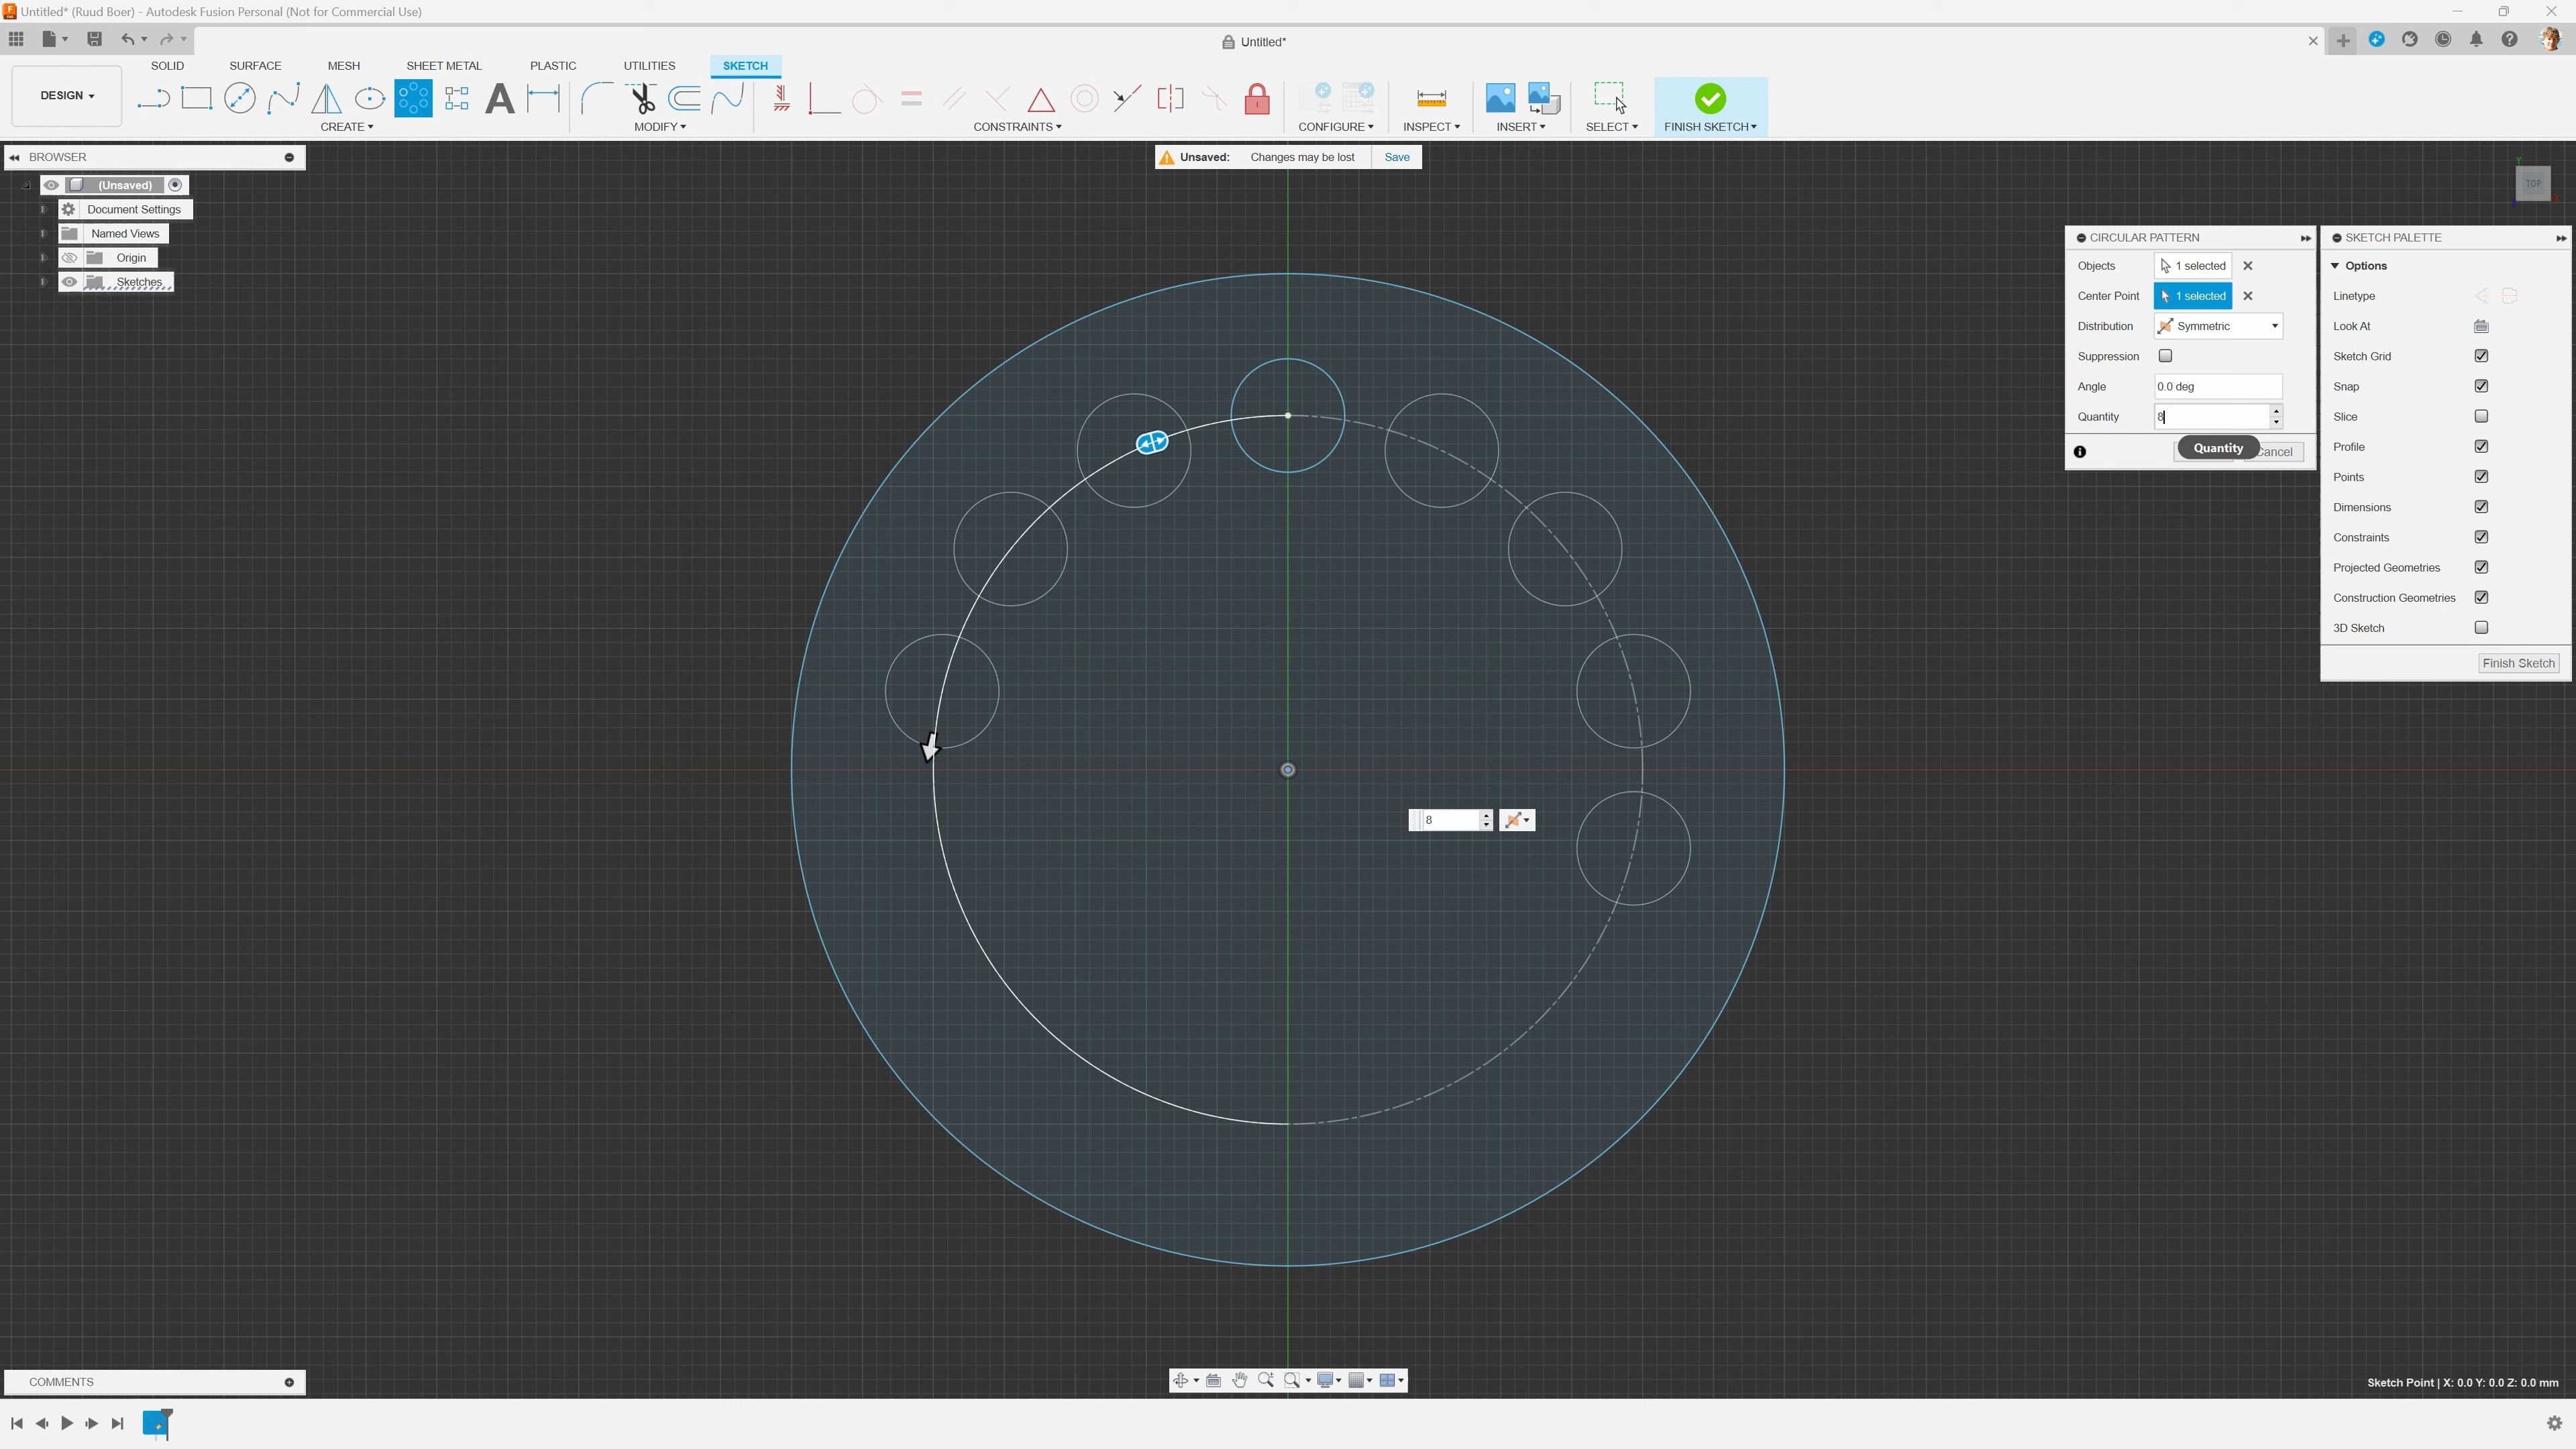 Untitled* (Ruud Boer) - Autodesk Fusion Personal (Not for Commercial Use)
Untitled*
SOLID SURFACE MESH SHEET METAL PLASTIC UTILITIES SKETCH
DESIGN
CREATE MODIFY CONSTRAINTS CONFIGURE INSPECT INSERT SELECT FINISH SKETCH
BROWSER
Unsaved: Changes may be lost Save
(Unsaved)
Document Settings
Named Views
Origin
Sketches
Y
TOP
X
Z
CIRCULAR PATTERN
Objects 1 selected
Center Point 1 selected
Distribution Symmetric
Suppression
Angle 0.0 deg
Quantity 8
Quantity
Cancel
SKETCH PALETTE
Options
Linetype
Look At
Sketch Grid
Snap
Slice
Profile
Points
Dimensions
Constraints
Projected Geometries
Construction Geometries
3D Sketch
Finish Sketch
8
COMMENTS
Sketch Point | X: 0.0 Y: 0.0 Z: 0.0 mm